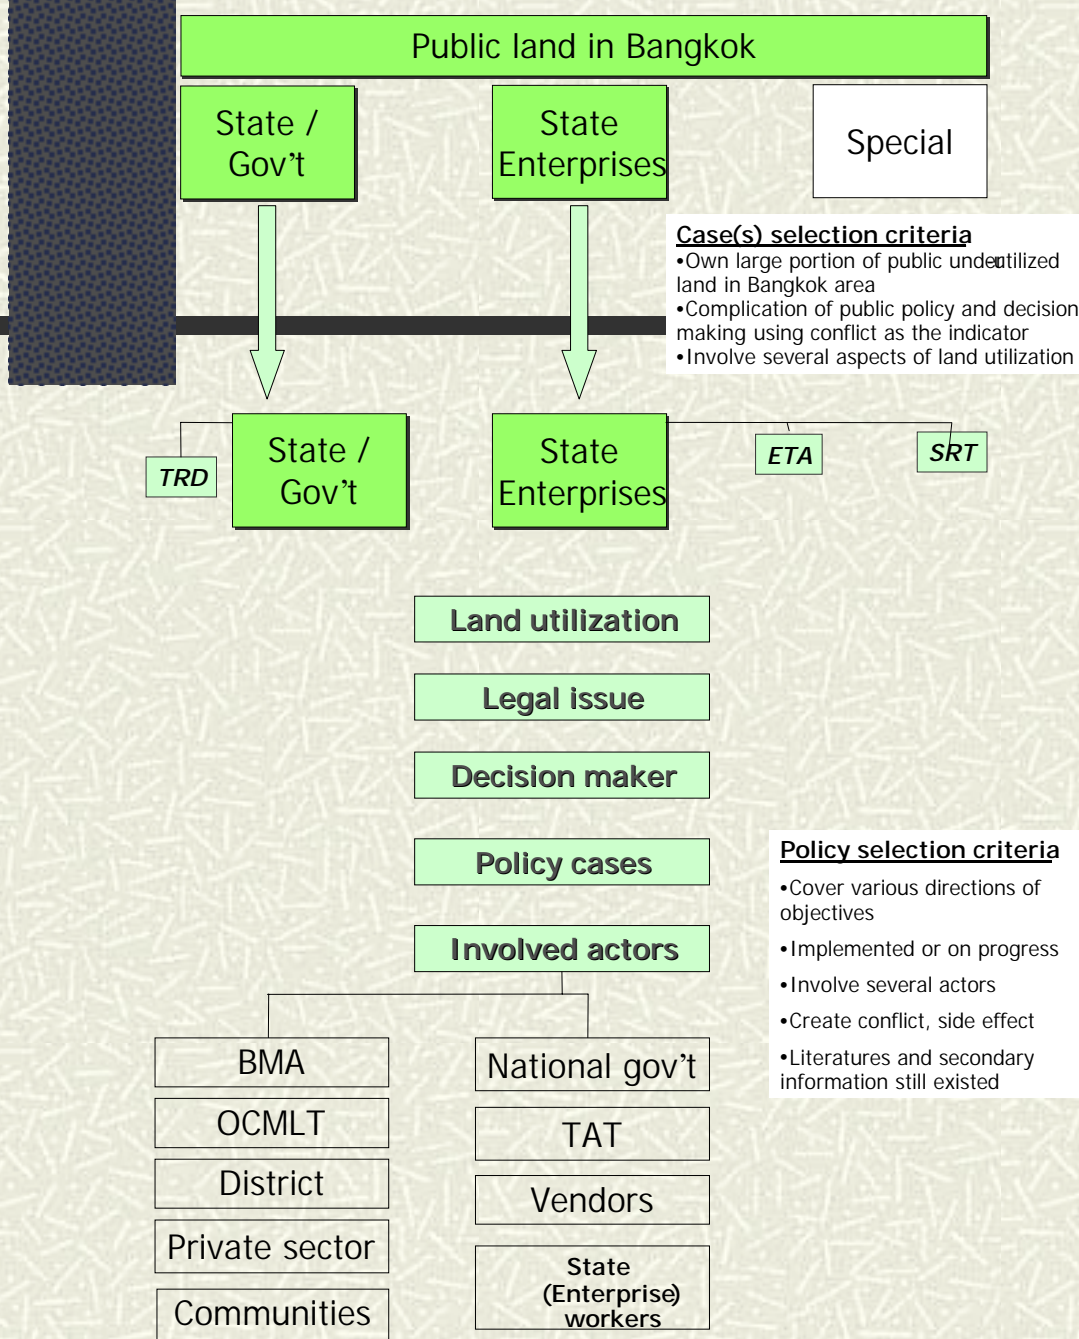 Public land in Bangkok
State /
Gov't
State
Enterprises
Special
Case(s) selection criteria
•Own large portion of public underutilized
land in Bangkok area
•Complication of public policy and decision
making using conflict as the indicator
•Involve several aspects of land utilization
TRD
State /
Gov't
State
Enterprises
ETA
SRT
Land utilization
Legal issue
Decision maker
Policy cases
Involved actors
Policy selection criteria
•Cover various directions of
objectives
•Implemented or on progress
•Involve several actors
•Create conflict, side effect
•Literatures and secondary
information still existed
BMA
OCMLT
District
Private sector
Communities
National gov't
TAT
Vendors
State
(Enterprise)
workers